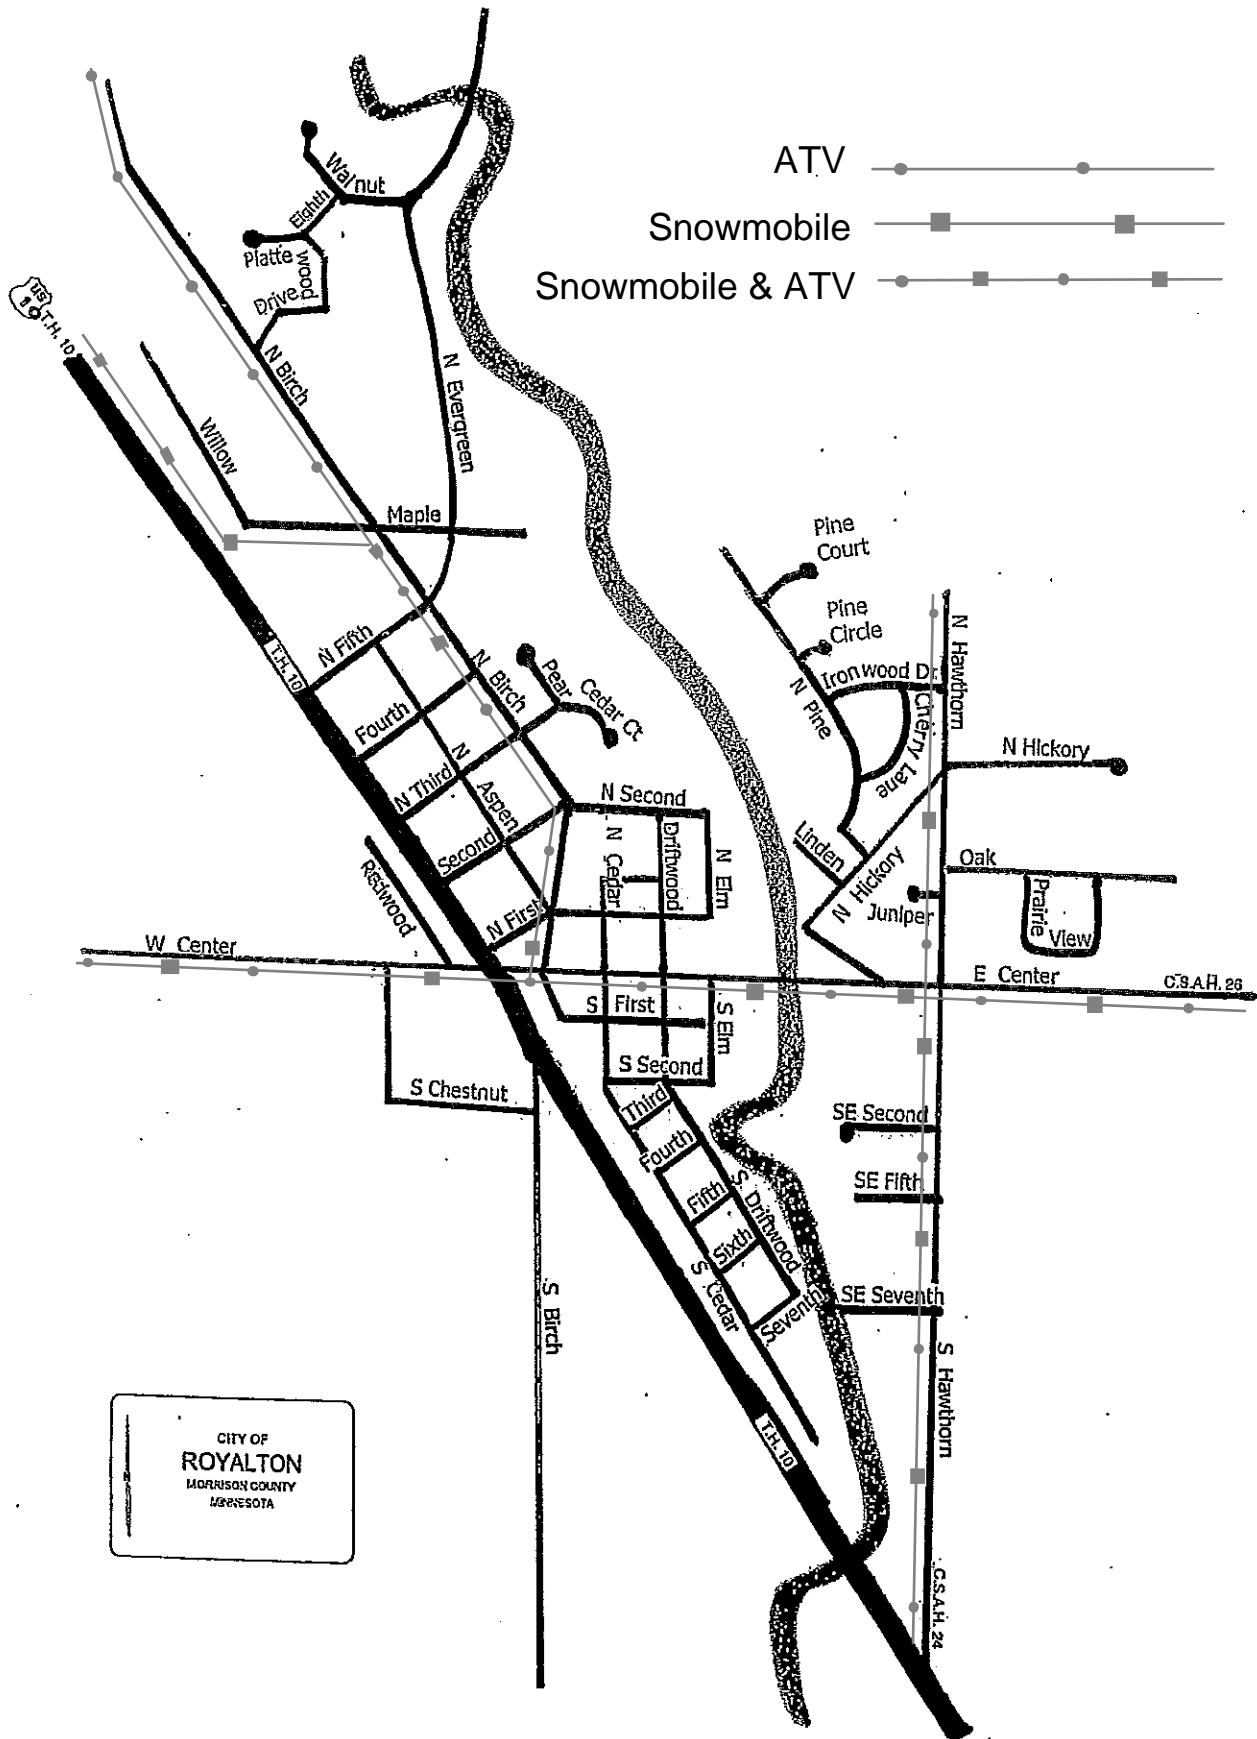 ATV
Snowmobile
Snowmobile & ATV
Walnut
Eighth
Platte
wood
Drive
US
10
T.H. 10
N Birch
N Evergreen
Willow
Maple
Pine
Court
Pine
Circle
N Hawthorn
Ironwood Dr
N Pine
Cherry Lane
N Hickory
T.H. 10
N Fifth
N Birch
Pear
Cedar Ct
Fourth
N Third
N Aspen
Second
N Second
N Cedar
Driftwood
N Elm
Linden
N Hickory
Oak
Juniper
Prairie
View
Redwood
N First
W Center
E Center
C.S.A.H. 26
S First
S Elm
S Second
S Chestnut
Third
Fourth
SE Second
SE Fifth
Fifth
S Driftwood
Sixth
S Cedar
Seventh
SE Seventh
S Birch
S Hawthorn
T.H. 10
C.S.A.H. 24
CITY OF
ROYALTON
MORRISON COUNTY
MINNESOTA
N